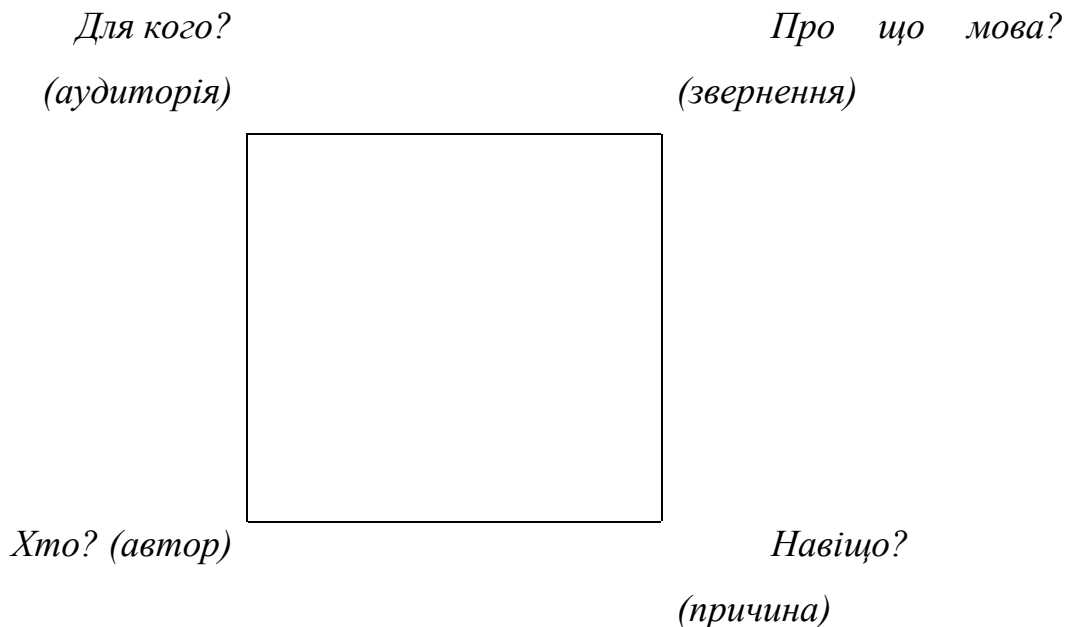 Для кого?
(аудиторія)
Про що мова?
(звернення)
Хто? (автор)
Навіщо?
(причина)